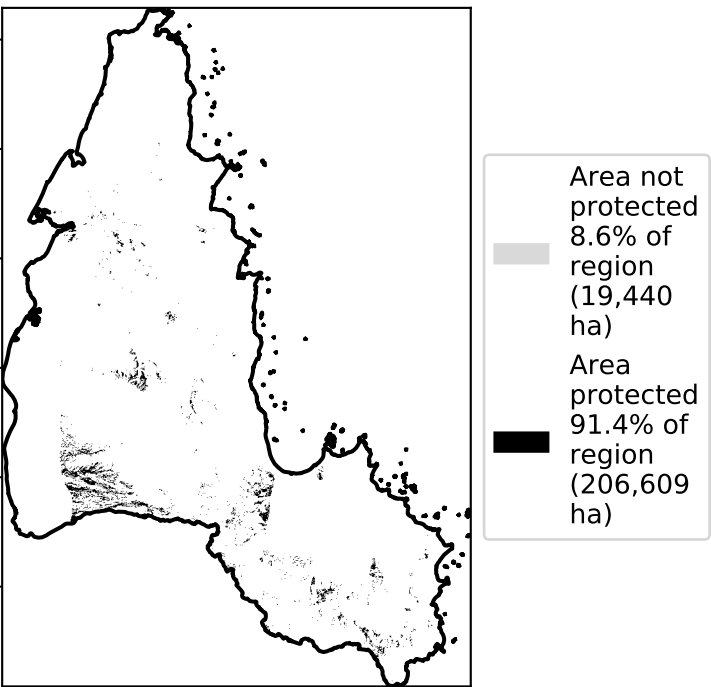 Area not
protected
8.6% of
region
(19,440
ha)
Area
protected
91.4% of
region
(206,609
ha)